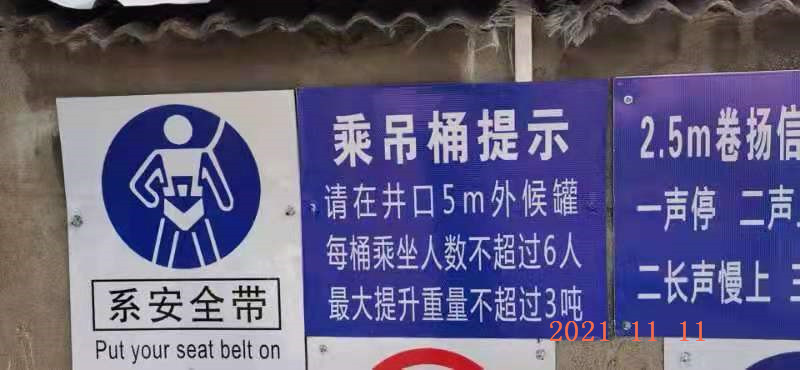 系安全带
Put your seat belt on
乘吊桶提示
请在井口5m外候罐
每桶乘坐人数不超过6人
最大提升重量不超过3吨
2.5m卷扬信
一声停 二声
二长声慢上 三
2021 11 11